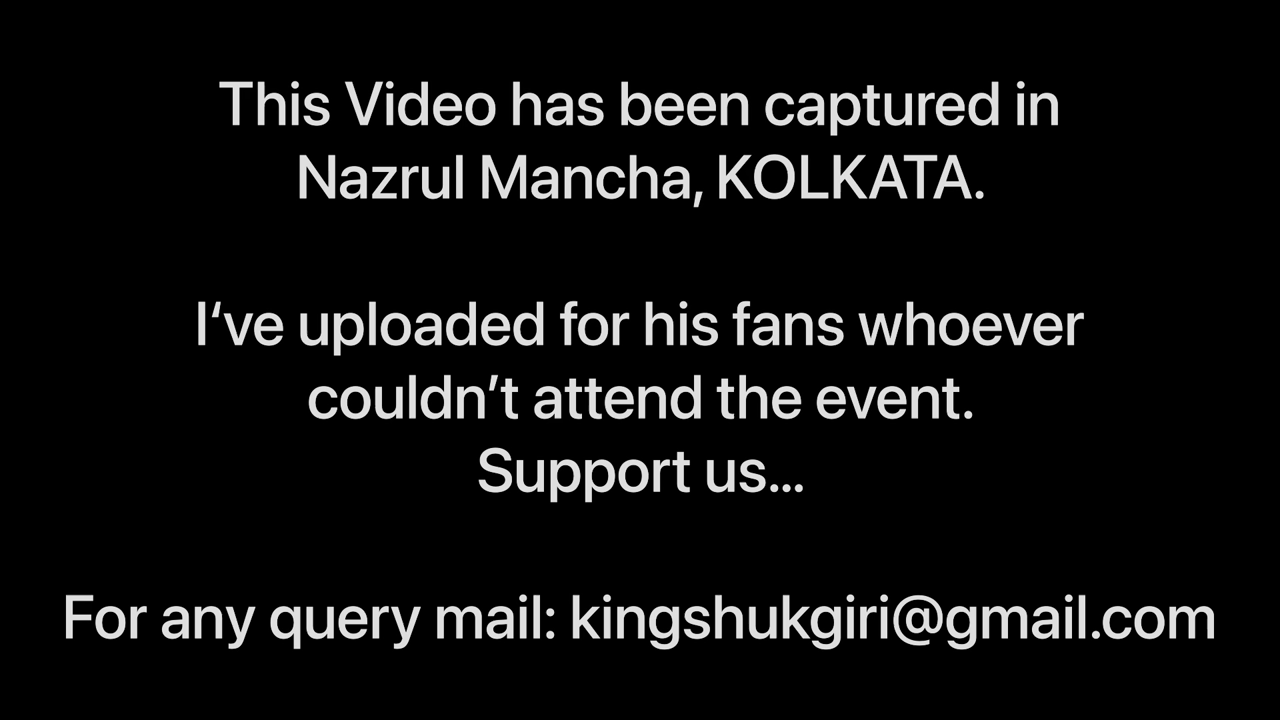 This Video has been captured in
Nazrul Mancha, KOLKATA.
I‘ve uploaded for his fans whoever
couldn’t attend the event.
Support us...
For any query mail: kingshukgiri@gmail.com